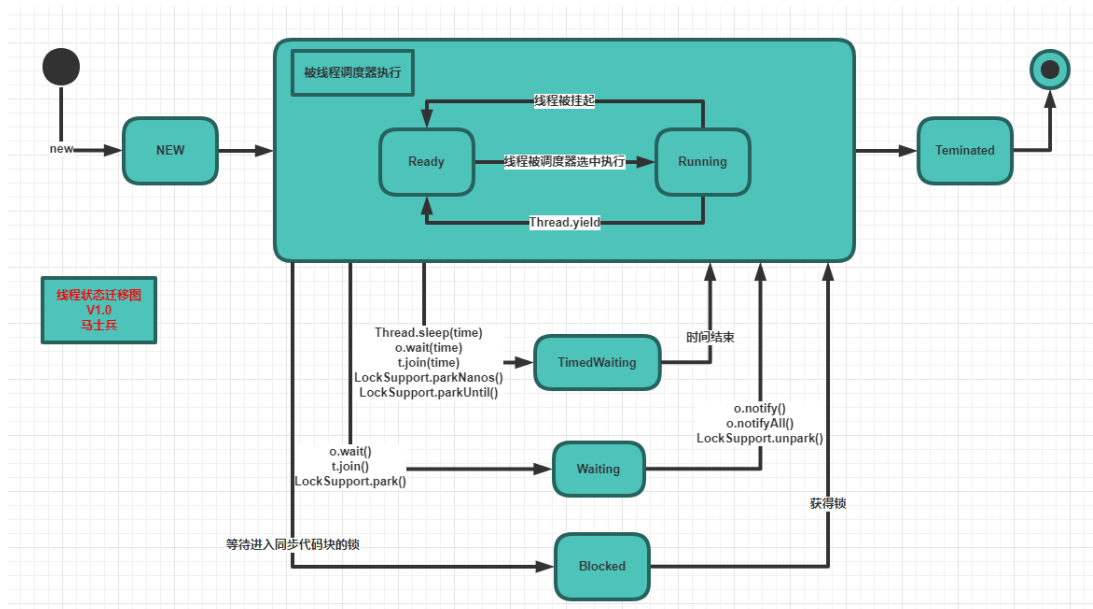 被线程调度器执行
线程被挂起
new
NEW
Ready
线程被调度器选中执行
Running
Teminated
Thread.yield
线程状态迁移图
V1.0
马士兵
Thread.sleep(time)
o.wait(time)
t.join(time)
LockSupport.parkNanos()
LockSupport.parkUntil()
TimedWaiting
时间结束
o.wait()
t.join()
LockSupport.park()
Waiting
o.notify()
o.notifyAll()
LockSupport.unpark()
等待进入同步代码块的锁
Blocked
获得锁